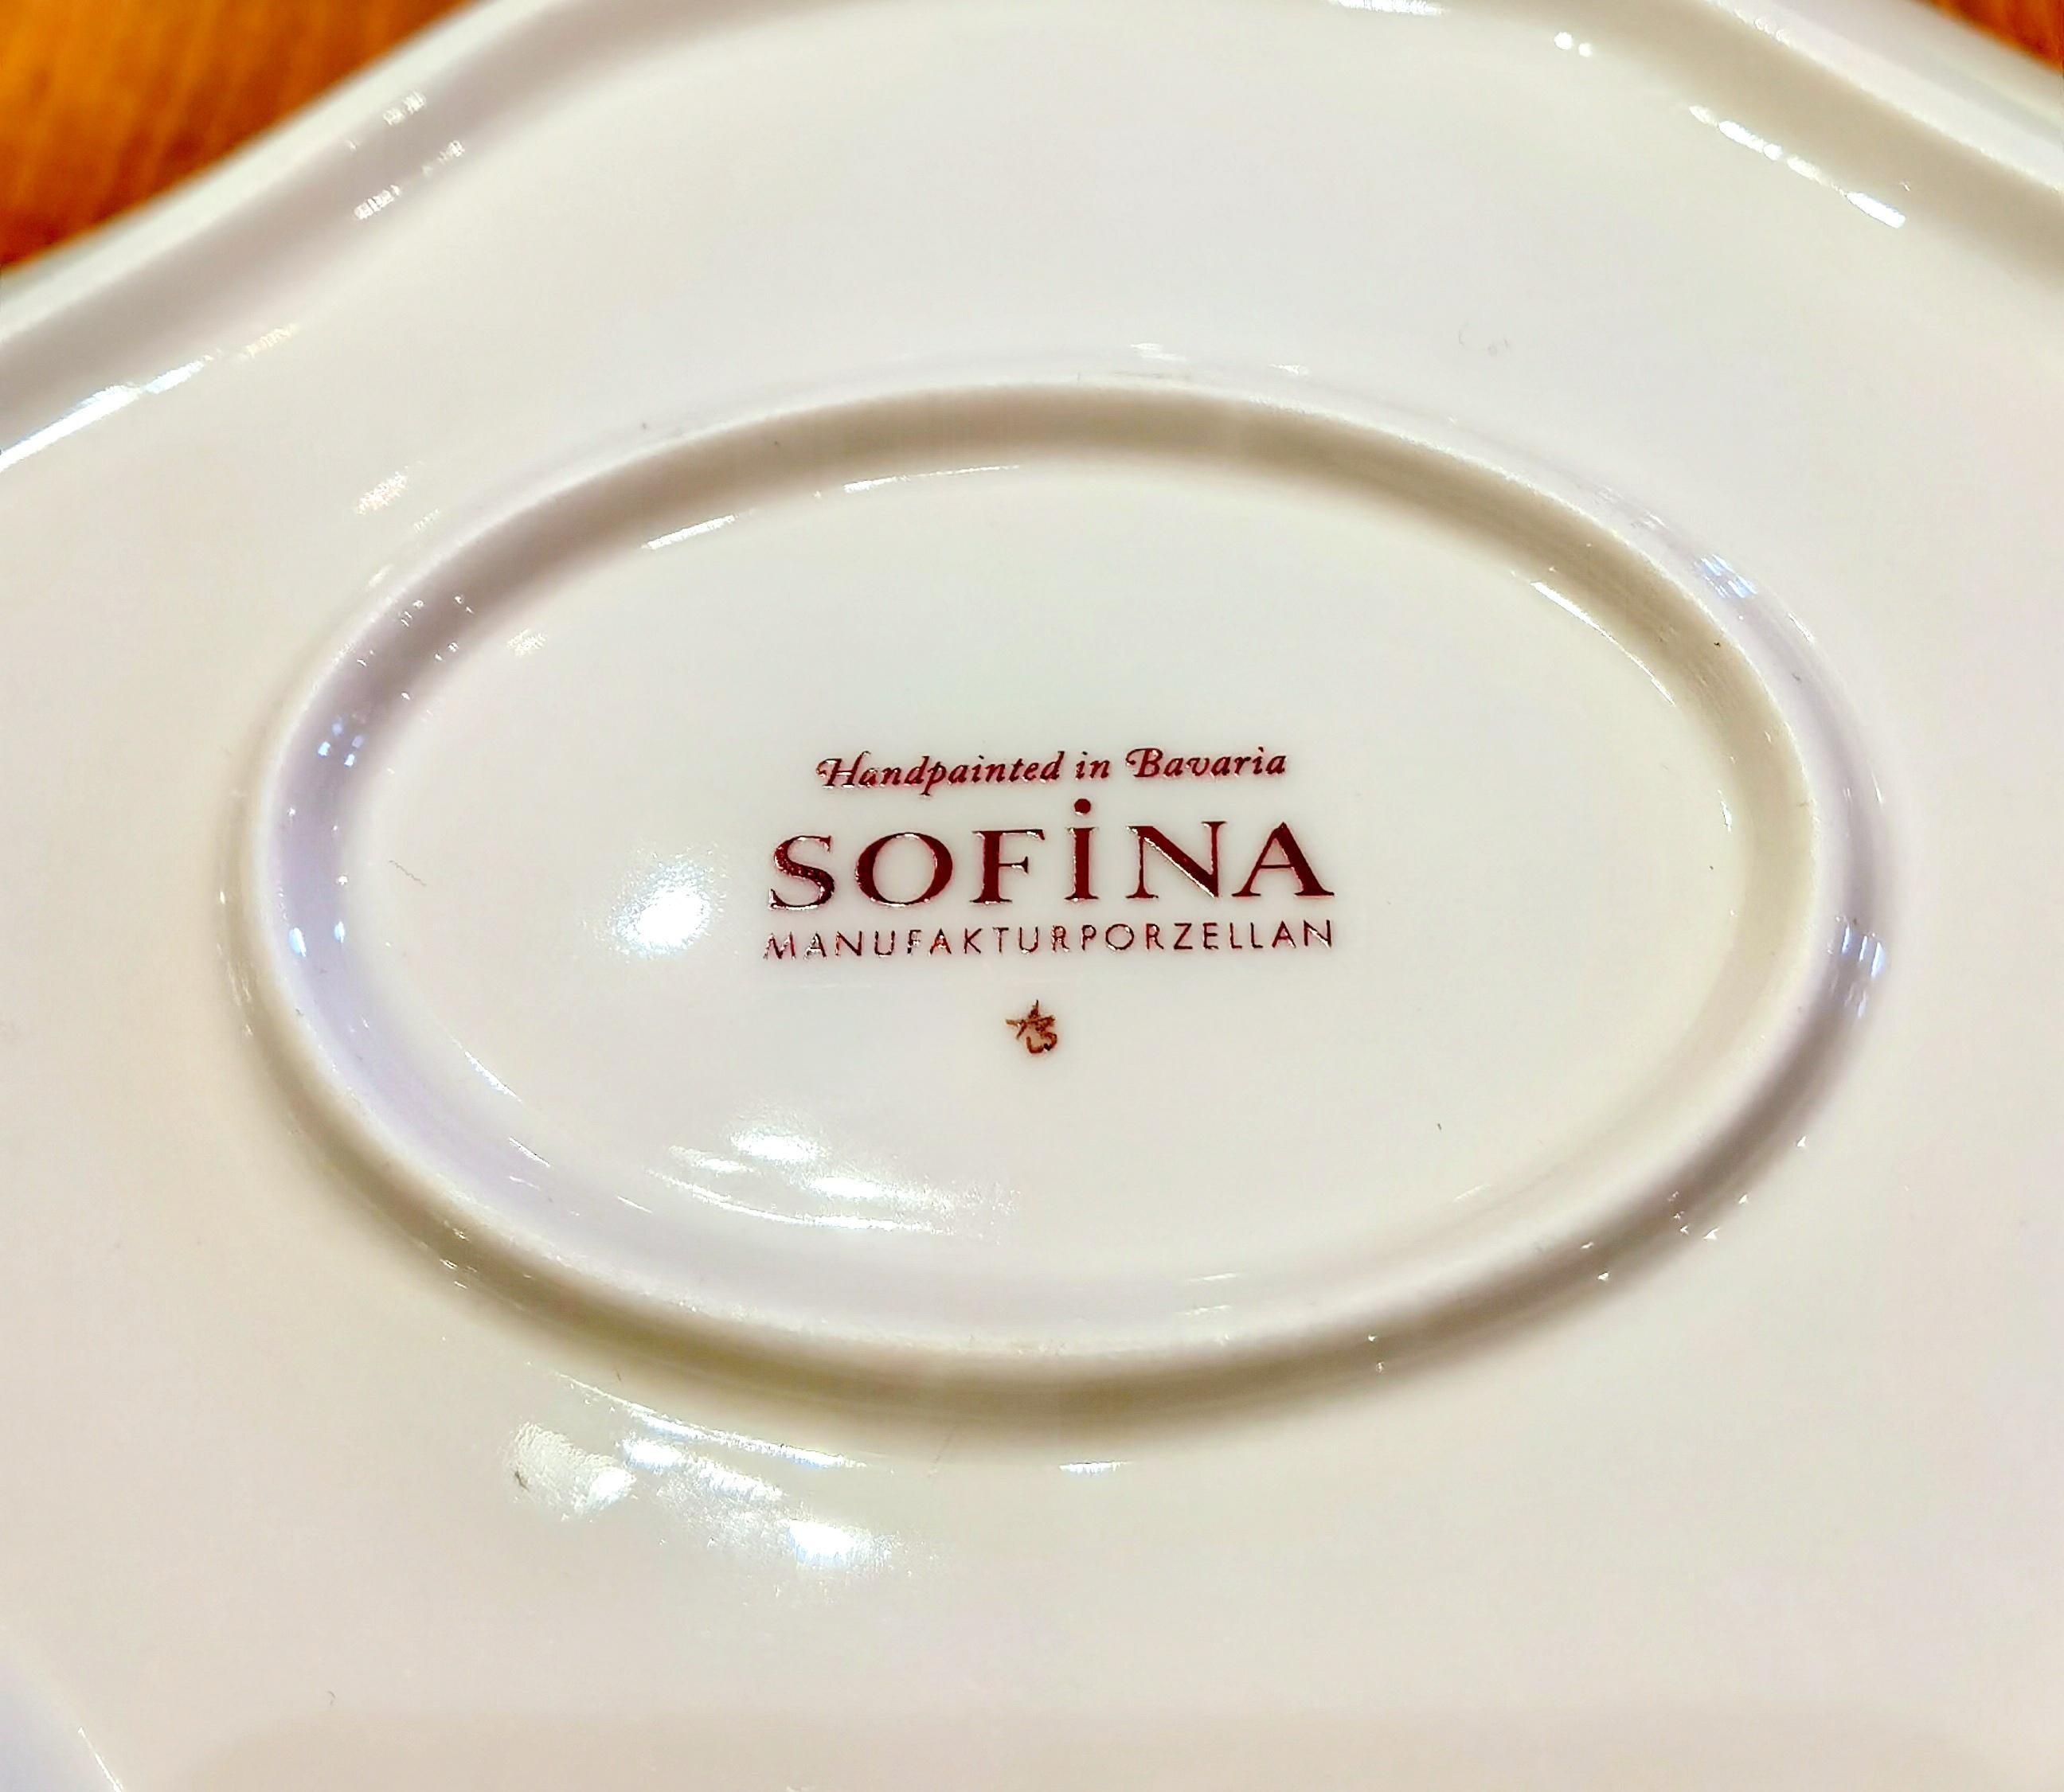 Handpainted in Bavaria
SOFiNA
MANUFAKTURPORZELLAN